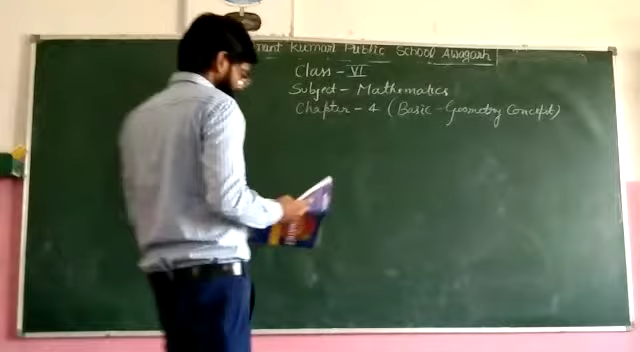 Kumari Public School Awagarh
Class - VI
Subject - Mathematics
Chapter - 4 (Basic - Geometry Concept)